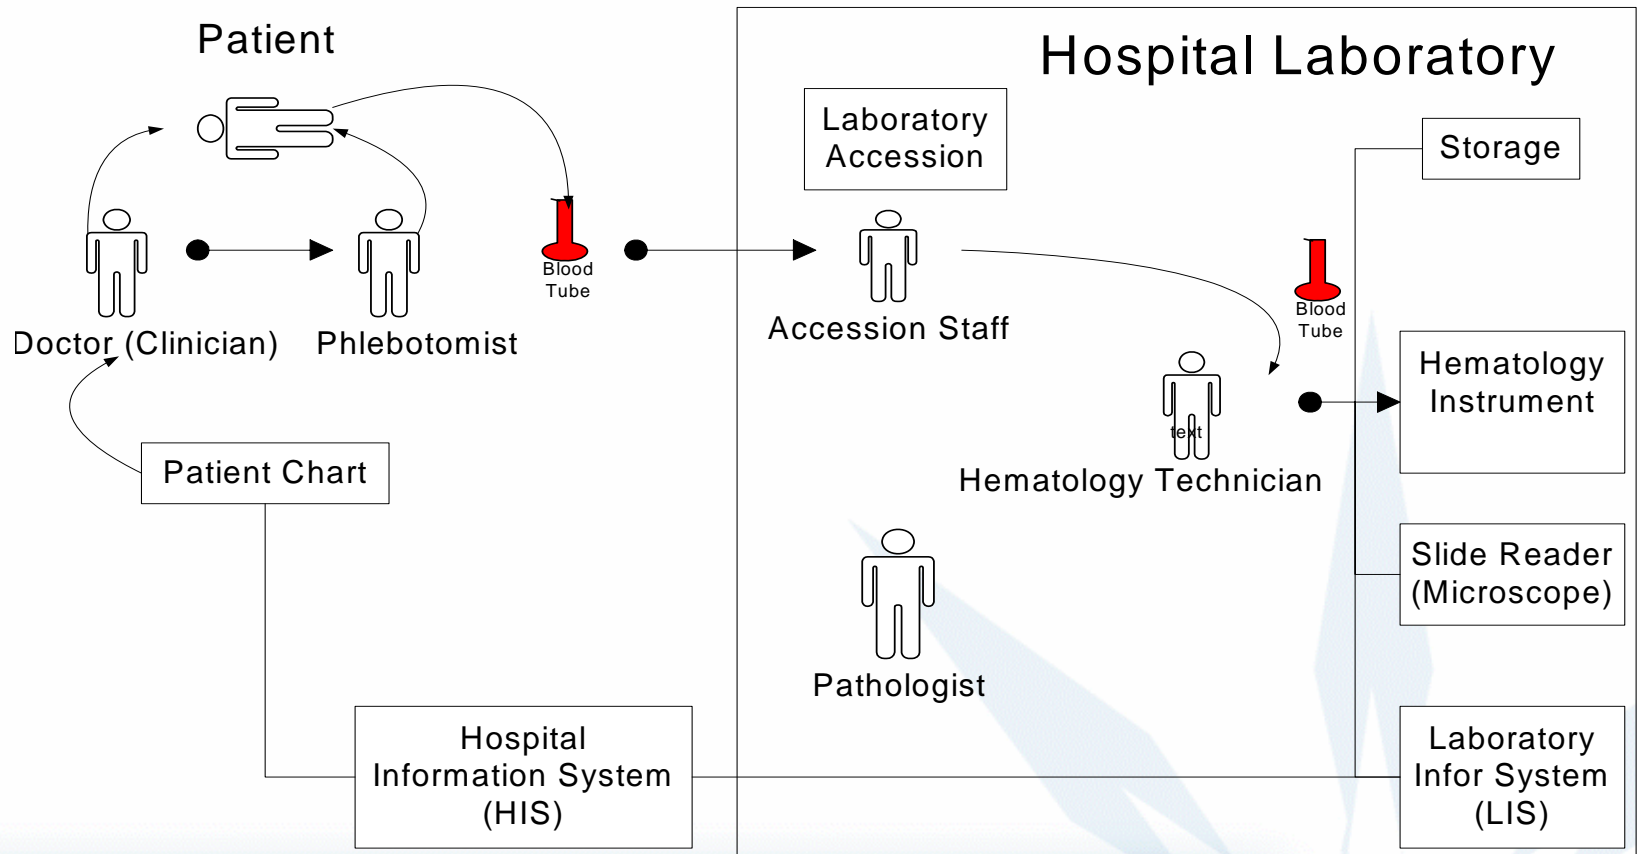 Patient
Hospital Laboratory
Laboratory
Accession
Storage
Blood
Tube
Blood
Tube
Doctor (Clinician)
Phlebotomist
Accession Staff
Hematology
Instrument
text
Hematology Technician
Patient Chart
Slide Reader
(Microscope)
Pathologist
Hospital
Information System
(HIS)
Laboratory
Infor System
(LIS)